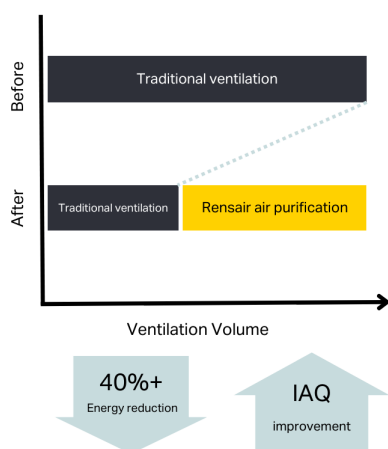 Before
Traditional ventilation
After
Traditional ventilation
Rensair air purification
Ventilation Volume
40%+
Energy reduction
IAQ
improvement